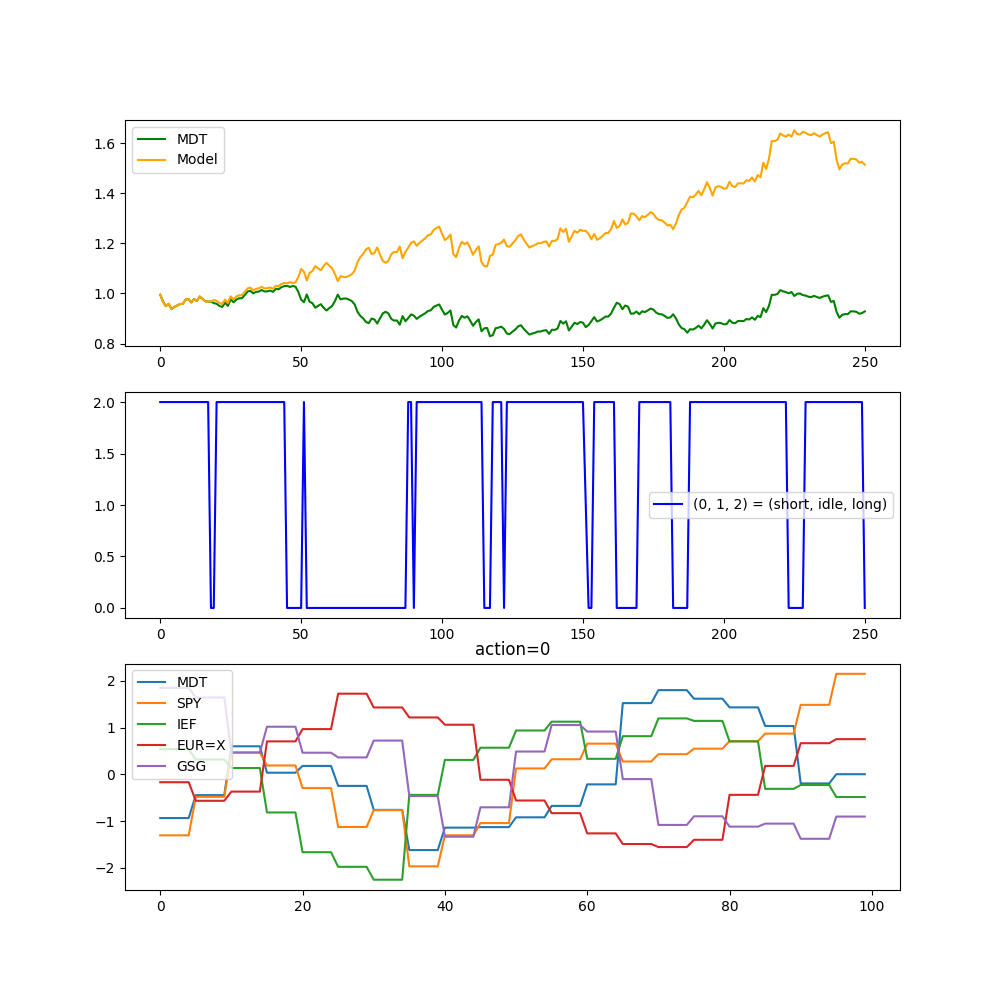 MDT
Model
1.6
1.4
1.2
1.0
0.8
0 50 100 150 200 250
2.0
1.5
1.0
0.5
0.0
(0, 1, 2) = (short, idle, long)
0 50 100 150 200 250
action=0
MDT
SPY
IEF
EUR=X
GSG
2
1
0
−1
−2
0 20 40 60 80 100